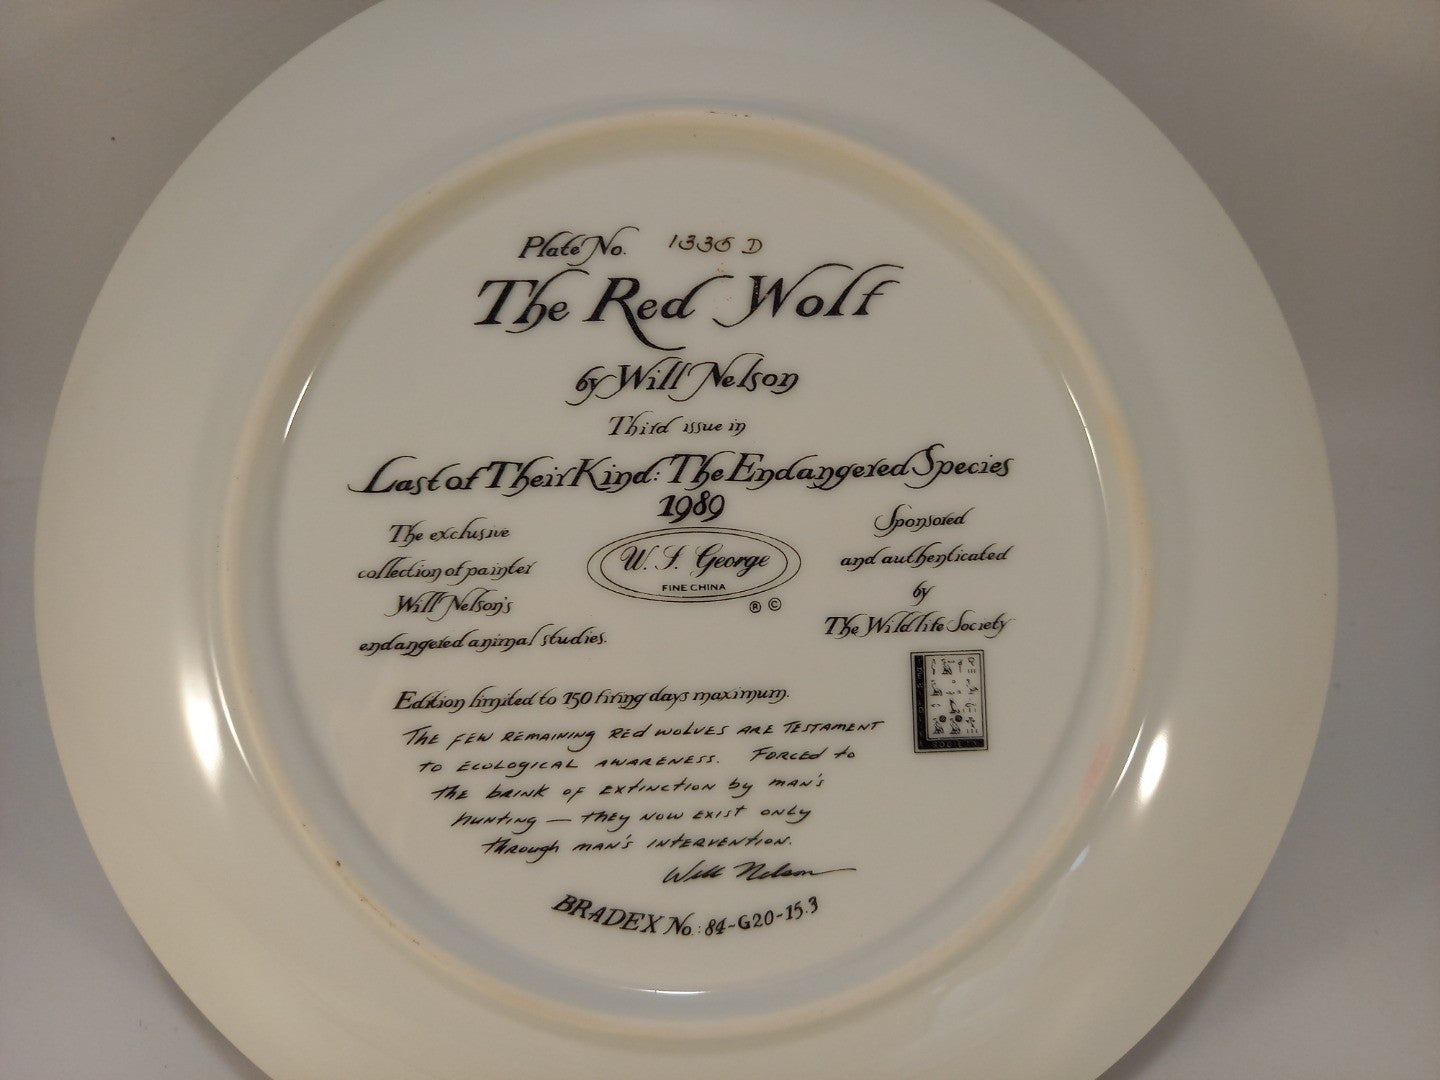 Plate No. 1336 D
The Red Wolf
by Will Nelson
Third issue in
Last of Their Kind: The Endangered Species
1989
The exclusive
collection of painter
Will Nelson's
endangered animal studies.
W. S. George
FINE CHINA
® ©
Sponsored
and authenticated
by
The Wildlife Society
SOCIETY
Edition limited to 150 firing days maximum.
THE FEW REMAINING RED WOLVES ARE TESTAMENT
TO ECOLOGICAL AWARENESS. FORCED TO
THE BRINK OF EXTINCTION BY MAN'S
HUNTING — THEY NOW EXIST ONLY
THROUGH MAN'S INTERVENTION.
Will Nelson
BRADEX No.: 84-G20-15.3